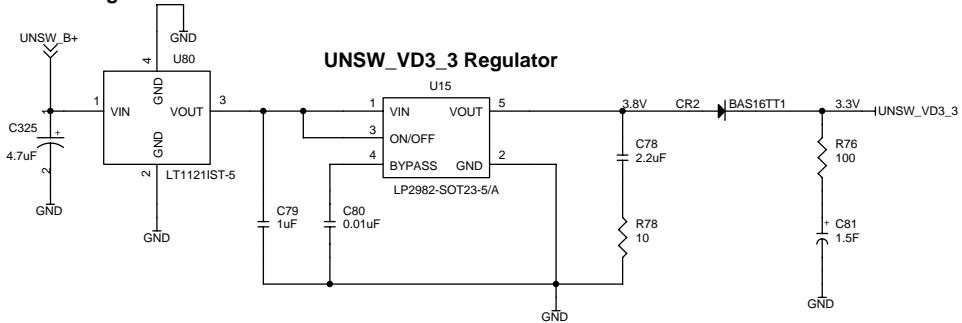 g
UNSW_B+
GND
U80
UNSW_VD3_3 Regulator
U15
4
GND
1
VIN
VOUT
3
1
VIN
VOUT
5
3.8V
CR2
BAS16TT1
3.3V
UNSW_VD3_3
1
C325
+
4.7uF
2
GND
2
LT1121IST-5
3
ON/OFF
4
BYPASS
GND
2
LP2982-SOT23-5/A
C78
2.2uF
R76
100
GND
GND
C79
1uF
C80
0.01uF
R78
10
+
C81
1.5F
GND
GND